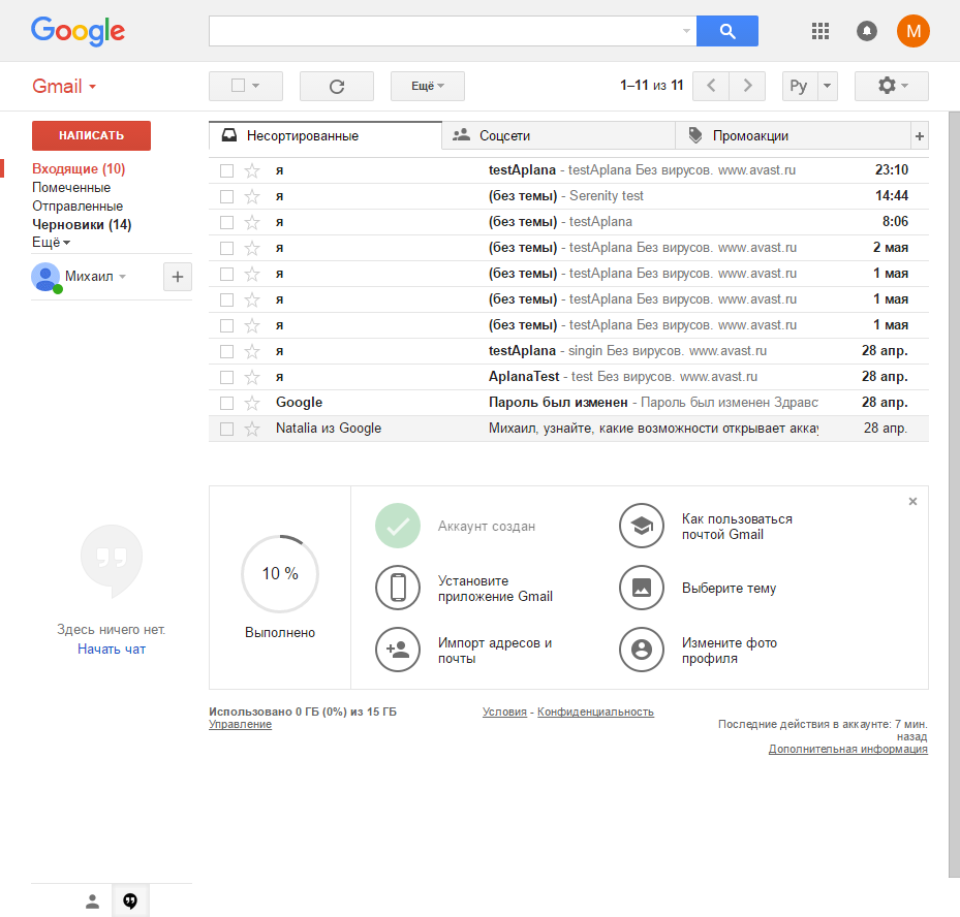 Google
M
Gmail
Ещё
1–11 из 11
Ру
НАПИСАТЬ
Входящие (10)
Помеченные
Отправленные
Черновики (14)
Ещё
Михаил
+
Несортированные
Соцсети
Промоакции
+
я testAplana - testAplana Без вирусов. www.avast.ru 23:10
я (без темы) - Serenity test 14:44
я (без темы) - testAplana 8:06
я (без темы) - testAplana Без вирусов. www.avast.ru 2 мая
я (без темы) - testAplana Без вирусов. www.avast.ru 1 мая
я (без темы) - testAplana Без вирусов. www.avast.ru 1 мая
я (без темы) - testAplana Без вирусов. www.avast.ru 1 мая
я testAplana - singin Без вирусов. www.avast.ru 28 апр.
я AplanaTest - test Без вирусов. www.avast.ru 28 апр.
Google Пароль был изменен - Пароль был изменен Здравс 28 апр.
Natalia из Google Михаил, узнайте, какие возможности открывает акка 28 апр.
10 %
Выполнено
Аккаунт создан
Как пользоваться
почтой Gmail
Установите
приложение Gmail
Выберите тему
Импорт адресов и
почты
Измените фото
профиля
Здесь ничего нет.
Начать чат
Использовано 0 ГБ (0%) из 15 ГБ
Управление
Условия - Конфиденциальность
Последние действия в аккаунте: 7 мин.
назад
Дополнительная информация